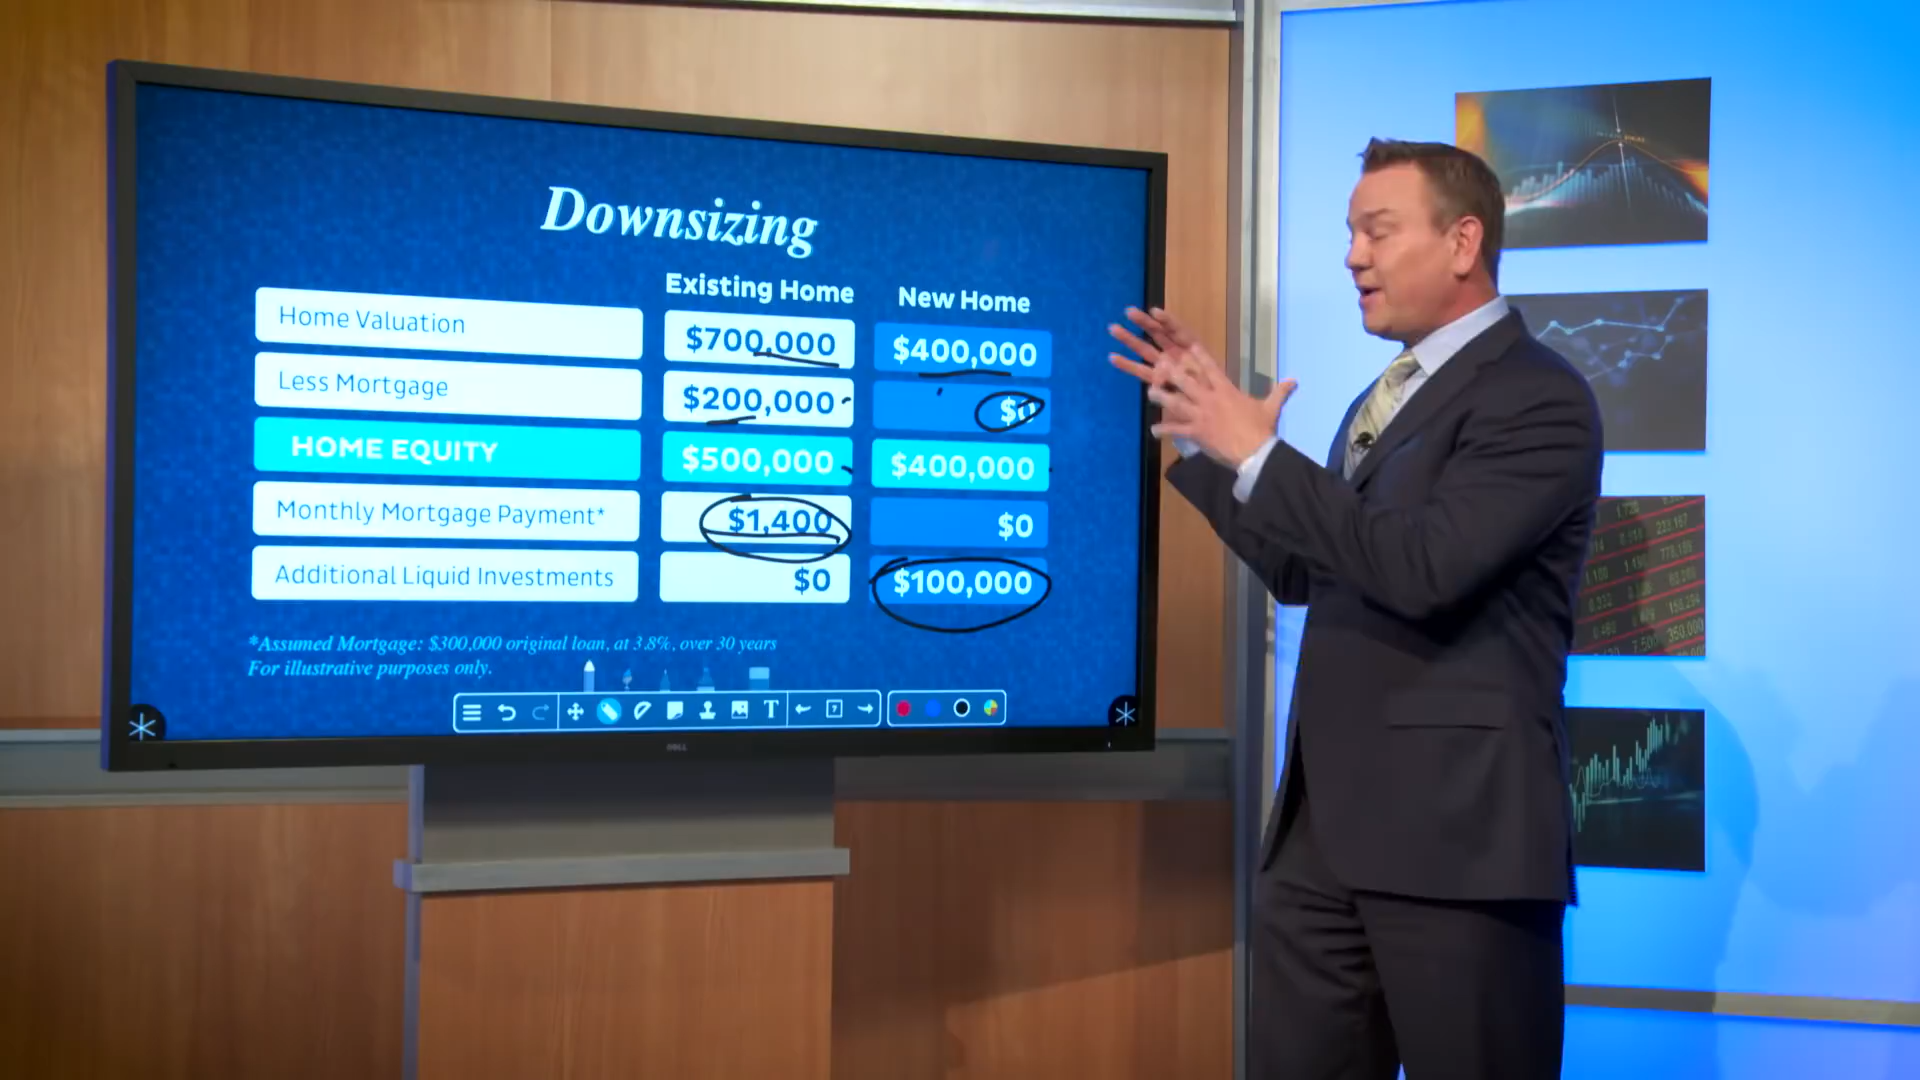 Downsizing
Existing Home New Home
Home Valuation $700,000 $400,000
Less Mortgage $200,000 $0
HOME EQUITY $500,000 $400,000
Monthly Mortgage Payment* $1,400 $0
Additional Liquid Investments $0 $100,000
*Assumed Mortgage: $300,000 original loan, at 3.8%, over 30 years
For illustrative purposes only.
T
DELL